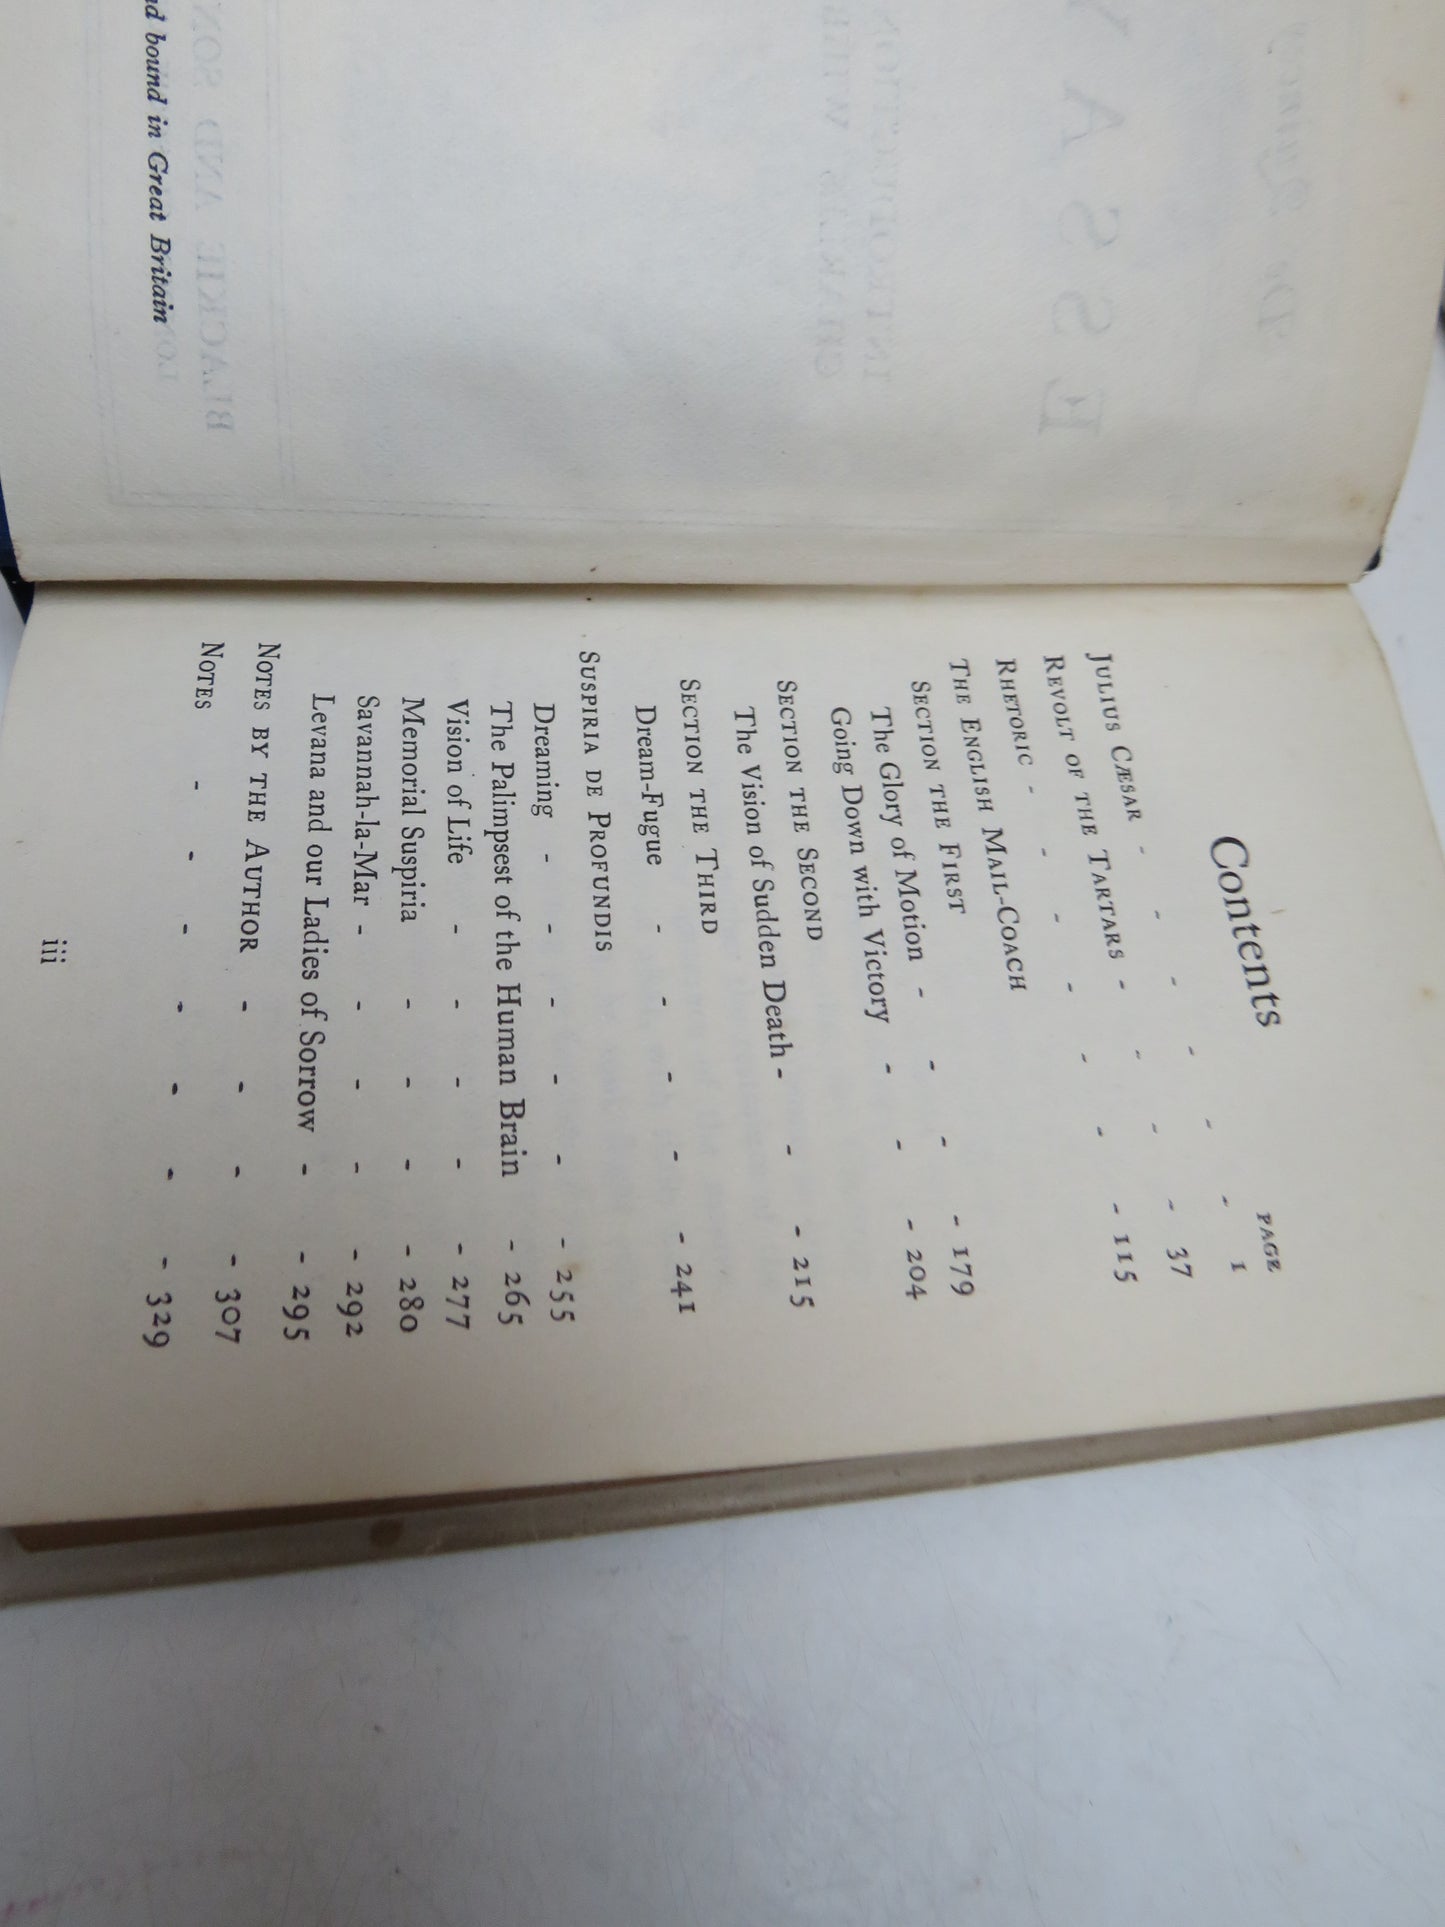 nd bound in Great Britain
Contents
PAGE
JULIUS CÆSAR - - - - - - 1
REVOLT OF THE TARTARS - - - - 37
RHETORIC - - - - - - - 115
THE ENGLISH MAIL-COACH
SECTION THE FIRST
The Glory of Motion - - - - 179
Going Down with Victory - - - 204
SECTION THE SECOND
The Vision of Sudden Death - - - 215
SECTION THE THIRD
Dream-Fugue - - - - - 241
SUSPIRIA DE PROFUNDIS
Dreaming - - - - - - 255
The Palimpsest of the Human Brain - 265
Vision of Life - - - - - - 277
Memorial Suspiria - - - - - 280
Savannah-la-Mar - - - - - 292
Levana and our Ladies of Sorrow - - 295
NOTES BY THE AUTHOR - - - - 307
NOTES - - - - - - - 329
iii